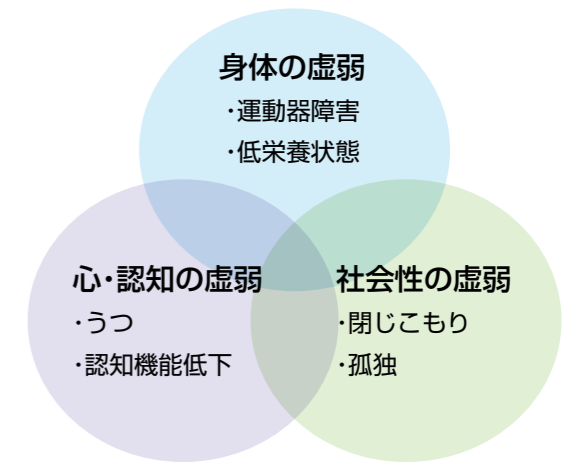 身体の虚弱
・運動器障害
・低栄養状態
心・認知の虚弱
・うつ
・認知機能低下
社会性の虚弱
・閉じこもり
・孤独